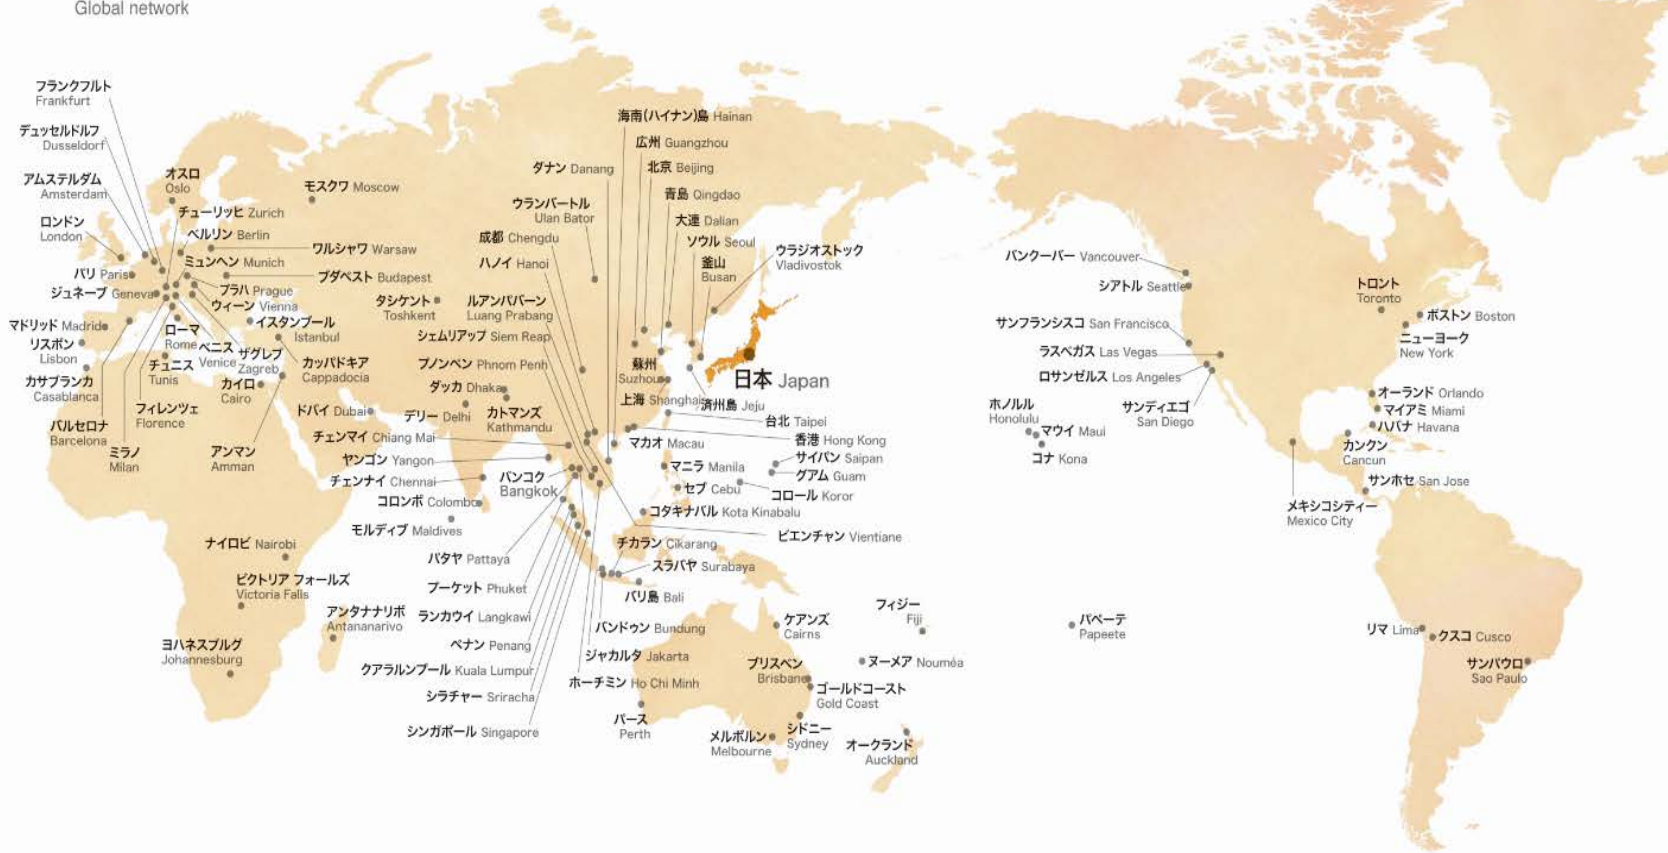 Global network
フランクフルト
Frankfurt
デュッセルドルフ
Dusseldorf
アムステルダム
Amsterdam
ロンドン
London
パリ Paris
ジュネーブ Geneva
マドリッド Madrid
リスボン
Lisbon
カサブランカ
Casablanca
バルセロナ
Barcelona
ミラノ
Milan
フィレンツェ
Florence
オスロ
Oslo
チューリッヒ Zurich
ベルリン Berlin
ミュンヘン Munich
プラハ Prague
ウィーン Vienna
イスタンブール
Istanbul
ローマ
Rome
ベニス
Venice
ザグレブ
Zagreb
チュニス
Tunis
カイロ
Cairo
カッパドキア
Cappadocia
アンマン
Amman
モスクワ Moscow
ワルシャワ Warsaw
ブダペスト Budapest
タシケント
Toshkent
ドバイ Dubai
ナイロビ Nairobi
ビクトリア フォールズ
Victoria Falls
アンタナナリボ
Antananarivo
ヨハネスブルグ
Johannesburg
海南(ハイナン)島 Hainan
広州 Guangzhou
北京 Beijing
青島 Qingdao
大連 Dalian
ソウル Seoul
釜山
Busan
ウラジオストック
Vladivostok
ダナン Danang
ウランバートル
Ulan Bator
成都 Chengdu
ハノイ Hanoi
ルアンパバーン
Luang Prabang
シェムリアップ Siem Reap
プノンペン Phnom Penh
ダッカ Dhaka
デリー Delhi
カトマンズ
Kathmandu
チェンマイ Chiang Mai
ヤンゴン Yangon
チェンナイ Chennai
コロンボ Colombo
モルディブ Maldives
バンコク
Bangkok
パタヤ Pattaya
プーケット Phuket
ランカウイ Langkawi
ペナン Penang
クアラルンプール Kuala Lumpur
シラチャー Sriracha
シンガポール Singapore
蘇州
Suzhou
上海 Shanghai
済州島 Jeju
日本 Japan
台北 Taipei
香港 Hong Kong
マカオ Macau
サイパン Saipan
グアム Guam
マニラ Manila
セブ Cebu
コロール Koror
コタキナバル Kota Kinabalu
ビエンチャン Vientiane
チカラン Cikarang
スラバヤ Surabaya
バリ島 Bali
バンドゥン Bundung
ジャカルタ Jakarta
ホーチミン Ho Chi Minh
パース
Perth
ケアンズ
Cairns
ブリスベン
Brisbane
ゴールドコースト
Gold Coast
シドニー
Sydney
メルボルン
Melbourne
オークランド
Auckland
フィジー
Fiji
ヌーメア Nouméa
パペーテ
Papeete
バンクーバー Vancouver
シアトル Seattle
サンフランシスコ San Francisco
ラスベガス Las Vegas
ロサンゼルス Los Angeles
サンディエゴ
San Diego
ホノルル
Honolulu
マウイ Maui
コナ Kona
トロント
Toronto
ボストン Boston
ニューヨーク
New York
オーランド Orlando
マイアミ Miami
ハバナ Havana
カンクン
Cancun
サンホセ San Jose
メキシコシティー
Mexico City
リマ Lima
クスコ Cusco
サンパウロ
Sao Paulo